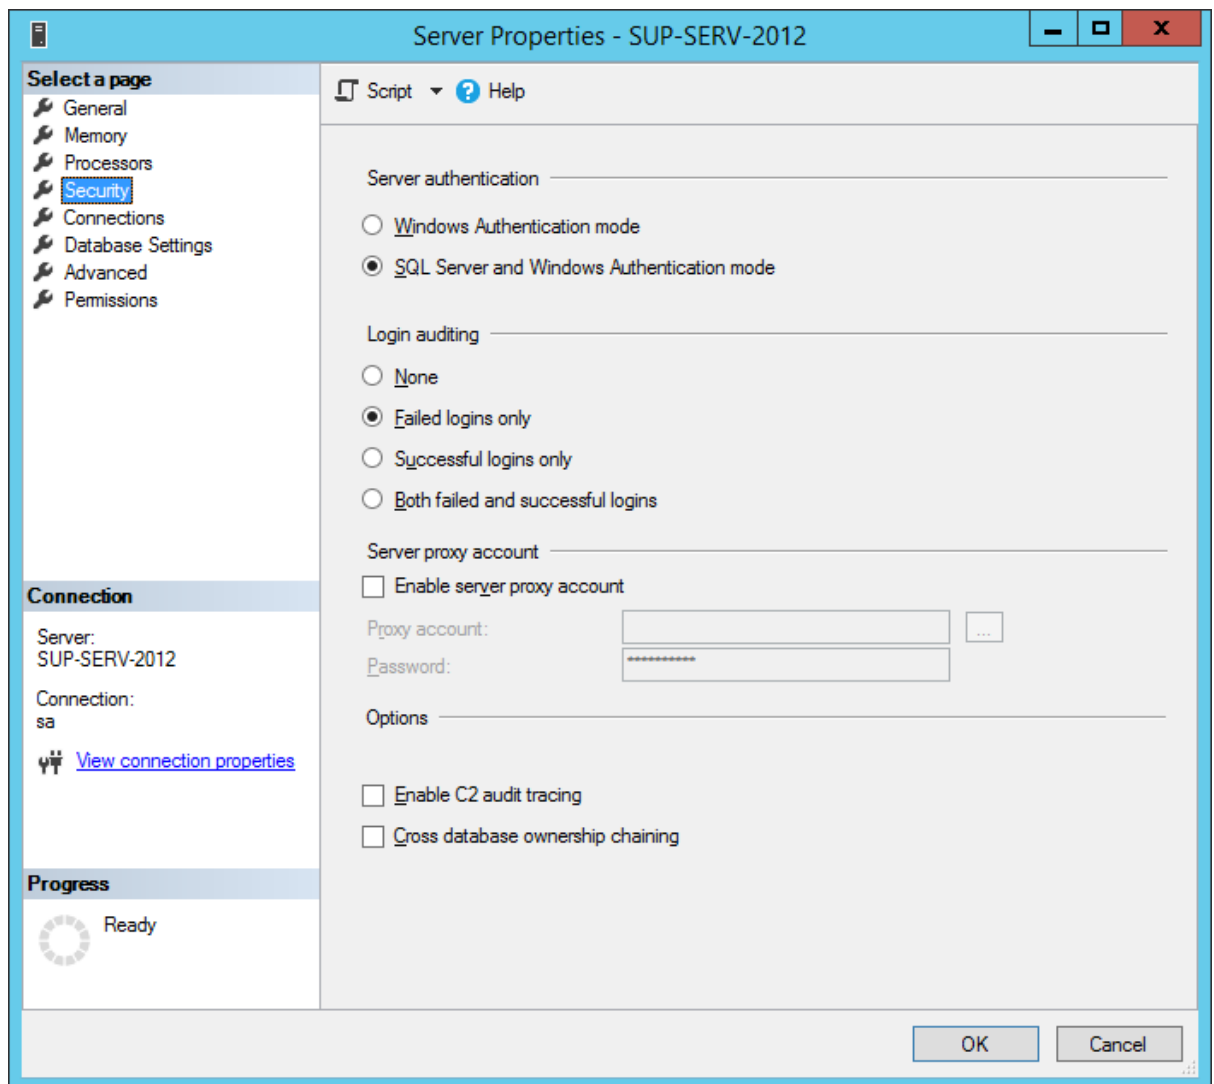 Server Properties - SUP-SERV-2012
Select a page
General
Memory
Processors
Security
Connections
Database Settings
Advanced
Permissions
Connection
Server:
SUP-SERV-2012
Connection:
sa
View connection properties
Progress
Ready
Script
Help
Server authentication
Windows Authentication mode
SQL Server and Windows Authentication mode
Login auditing
None
Failed logins only
Successful logins only
Both failed and successful logins
Server proxy account
Enable server proxy account
Proxy account:
...
Password:
**********
Options
Enable C2 audit tracing
Cross database ownership chaining
OK
Cancel